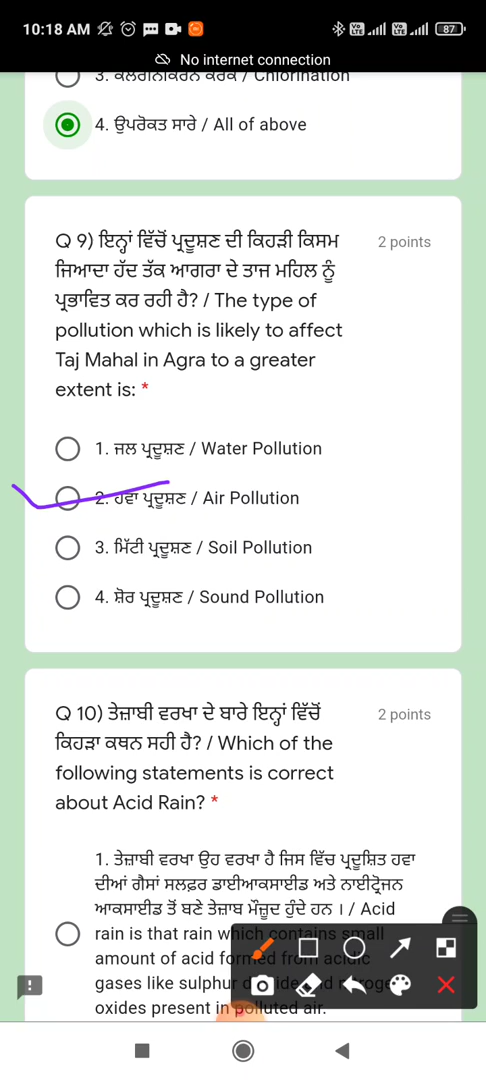 10:18 AM
87
No internet connection
3. ਕਲੋਰੀਨੀਕਰਨ ਕਰਕੇ / Chlorination
4. ਉਪਰੋਕਤ ਸਾਰੇ / All of above
Q 9) ਇਨ੍ਹਾਂ ਵਿੱਚੋਂ ਪ੍ਰਦੂਸ਼ਣ ਦੀ ਕਿਹੜੀ ਕਿਸਮ 2 points
ਜਿਆਦਾ ਹੱਦ ਤੱਕ ਆਗਰਾ ਦੇ ਤਾਜ ਮਹਿਲ ਨੂੰ
ਪ੍ਰਭਾਵਿਤ ਕਰ ਰਹੀ ਹੈ? / The type of
pollution which is likely to affect
Taj Mahal in Agra to a greater
extent is: *
1. ਜਲ ਪ੍ਰਦੂਸ਼ਣ / Water Pollution
2. ਹਵਾ ਪ੍ਰਦੂਸ਼ਣ / Air Pollution
3. ਮਿੱਟੀ ਪ੍ਰਦੂਸ਼ਣ / Soil Pollution
4. ਸ਼ੋਰ ਪ੍ਰਦੂਸ਼ਣ / Sound Pollution
Q 10) ਤੇਜ਼ਾਬੀ ਵਰਖਾ ਦੇ ਬਾਰੇ ਇਨ੍ਹਾਂ ਵਿੱਚੋਂ 2 points
ਕਿਹੜਾ ਕਥਨ ਸਹੀ ਹੈ? / Which of the
following statements is correct
about Acid Rain? *
1. ਤੇਜ਼ਾਬੀ ਵਰਖਾ ਉਹ ਵਰਖਾ ਹੈ ਜਿਸ ਵਿੱਚ ਪ੍ਰਦੂਸ਼ਿਤ ਹਵਾ
ਦੀਆਂ ਗੈਸਾਂ ਸਲਫ਼ਰ ਡਾਈਆਕਸਾਈਡ ਅਤੇ ਨਾਈਟ੍ਰੋਜਨ
ਆਕਸਾਈਡ ਤੋਂ ਬਣੇ ਤੇਜ਼ਾਬ ਮੌਜ਼ੂਦ ਹੁੰਦੇ ਹਨ । / Acid
rain is that rain which contains small
amount of acid formed from acidic
gases like sulphur
oxides present in polluted air.